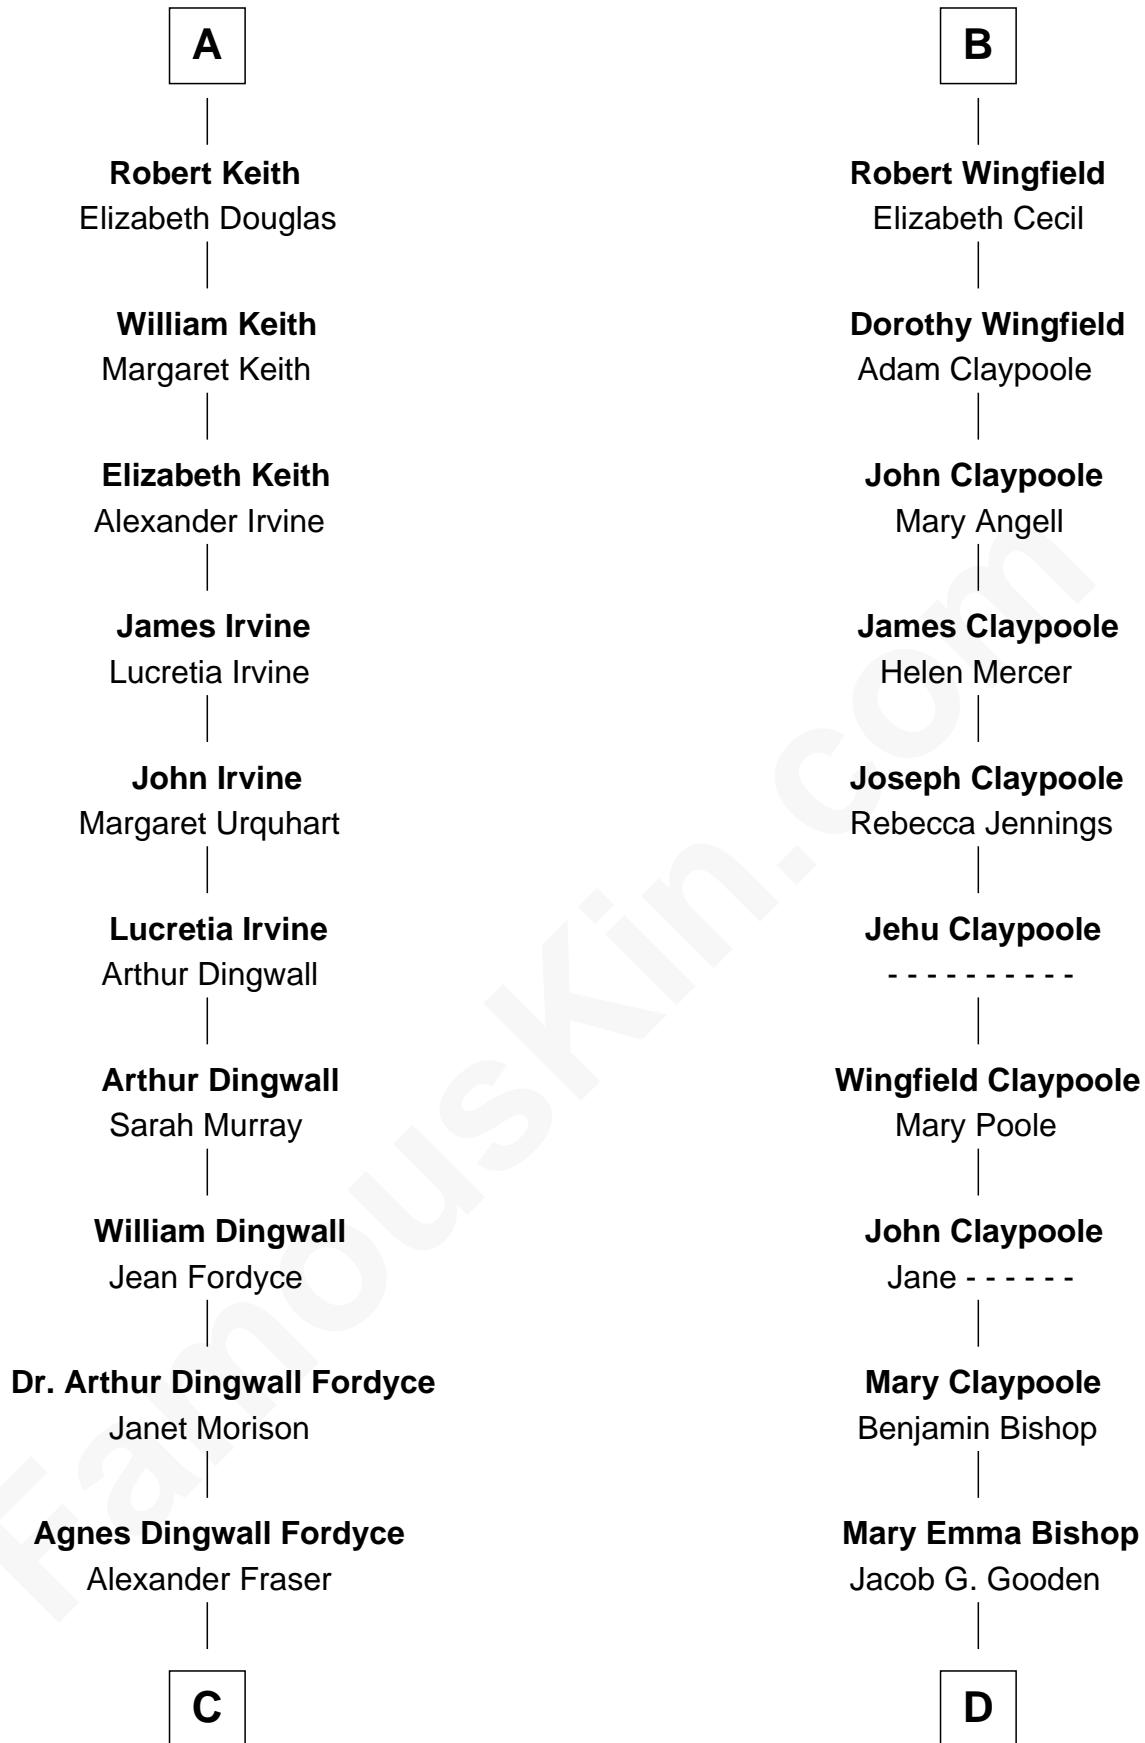 A
Robert Keith
Elizabeth Douglas
William Keith
Margaret Keith
Elizabeth Keith
Alexander Irvine
James Irvine
Lucretia Irvine
John Irvine
Margaret Urquhart
Lucretia Irvine
Arthur Dingwall
Arthur Dingwall
Sarah Murray
William Dingwall
Jean Fordyce
Dr. Arthur Dingwall Fordyce
Janet Morison
Agnes Dingwall Fordyce
Alexander Fraser
C
B
Robert Wingfield
Elizabeth Cecil
Dorothy Wingfield
Adam Claypoole
John Claypoole
Mary Angell
James Claypoole
Helen Mercer
Joseph Claypoole
Rebecca Jennings
Jehu Claypoole
- - - - - - - - - -
Wingfield Claypoole
Mary Poole
John Claypoole
Jane - - - - - -
Mary Claypoole
Benjamin Bishop
Mary Emma Bishop
Jacob G. Gooden
D
FamousKin.com